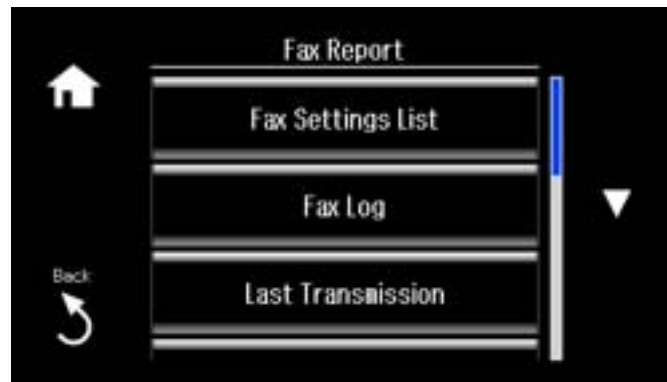 Fax Report
Fax Settings List
Fax Log
Back
Last Transmission